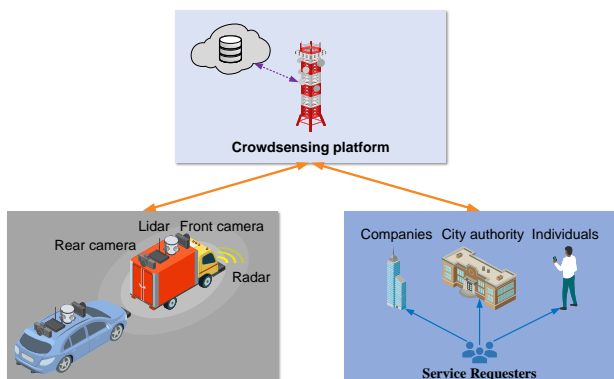 Crowdsensing platform
Lidar Front camera
Rear camera
Radar
Companies City authority Individuals
Service Requesters